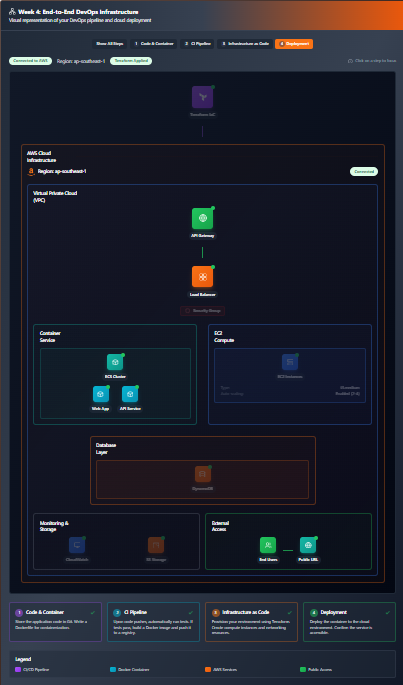 Week 4: End-to-End DevOps Infrastructure
Visual representation of your DevOps pipeline and cloud deployment
Show All Steps
1 Code & Container
2 CI Pipeline
3 Infrastructure as Code
4 Deployment
Connected to AWS
Region: ap-southeast-1
Terraform Applied
Click on a step to focus
Terraform IaC
AWS Cloud
Infrastructure
Region: ap-southeast-1
Connected
Virtual Private Cloud
(VPC)
API Gateway
Load Balancer
Security Group
Container
Service
ECS Cluster
Web App
API Service
EC2
Compute
EC2 Instances
Type:
Auto-scaling:
Enabled (2-6)
Database
Layer
DynamoDB
Monitoring &
Storage
CloudWatch
S3 Storage
External
Access
End Users
Public URL
1 Code & Container
Store the application code in Git. Write a
Dockerfile for containerization.
2 CI Pipeline
Upon code pushes, automatically run tests. If
tests pass, build a Docker image and push it
to a registry.
3 Infrastructure as Code
Provision your environment using Terraform.
Create compute instances and networking
resources.
4 Deployment
Deploy the container to the cloud
environment. Confirm the service is
accessible.
Legend
CI/CD Pipeline
Docker Container
AWS Services
Public Access